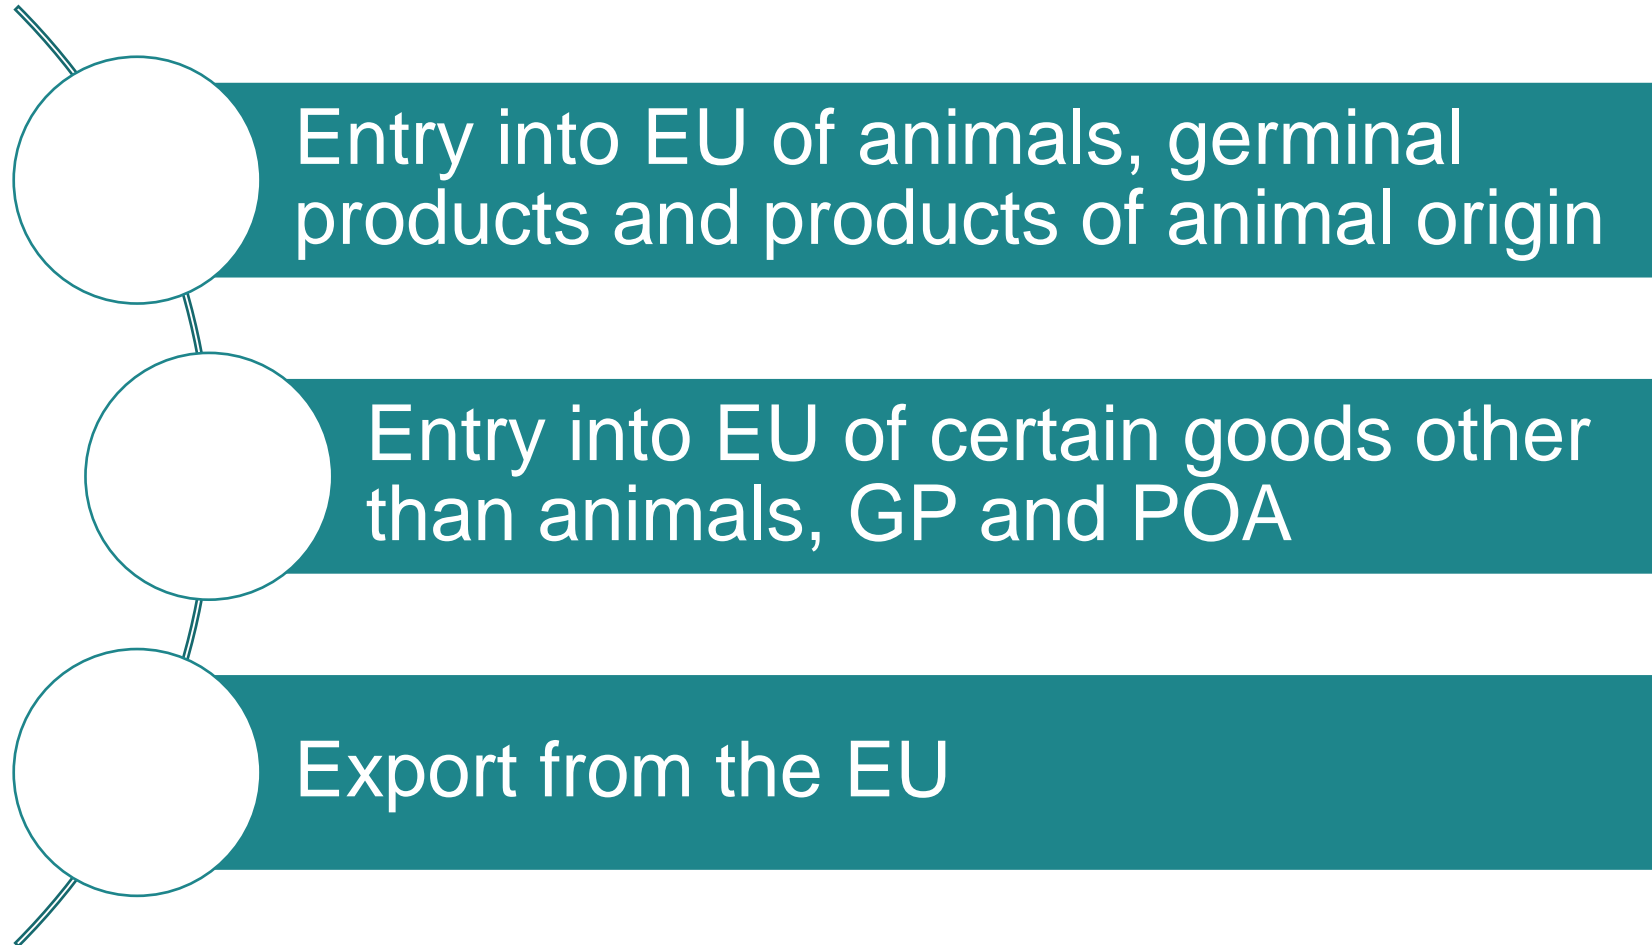 Entry into EU of animals, germinal
products and products of animal origin
Entry into EU of certain goods other
than animals, GP and POA
Export from the EU